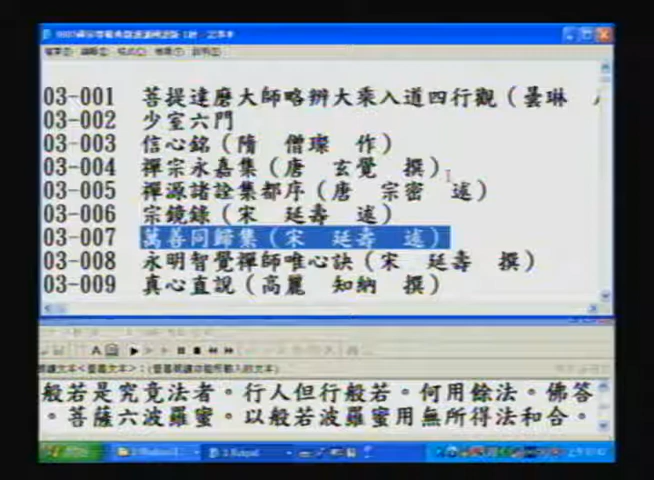 03-001 菩提達磨大師略辨大乘入道四行觀（曇琳
03-002 少室六門
03-003 信心銘（隋 僧璨 作）
03-004 禪宗永嘉集（唐 玄覺 撰）
03-005 禪源諸詮集都序（唐 宗密 述）
03-006 宗鏡錄（宋 延壽 述）
03-007 萬善同歸集（宋 延壽 述）
03-008 永明智覺禪師唯心訣（宋 延壽 撰）
03-009 真心直說（高麗 知納 撰）
般若是究竟法者。行人但行般若。何用餘法。佛答
。菩薩六波羅蜜。以般若波羅蜜用無所得法和合。